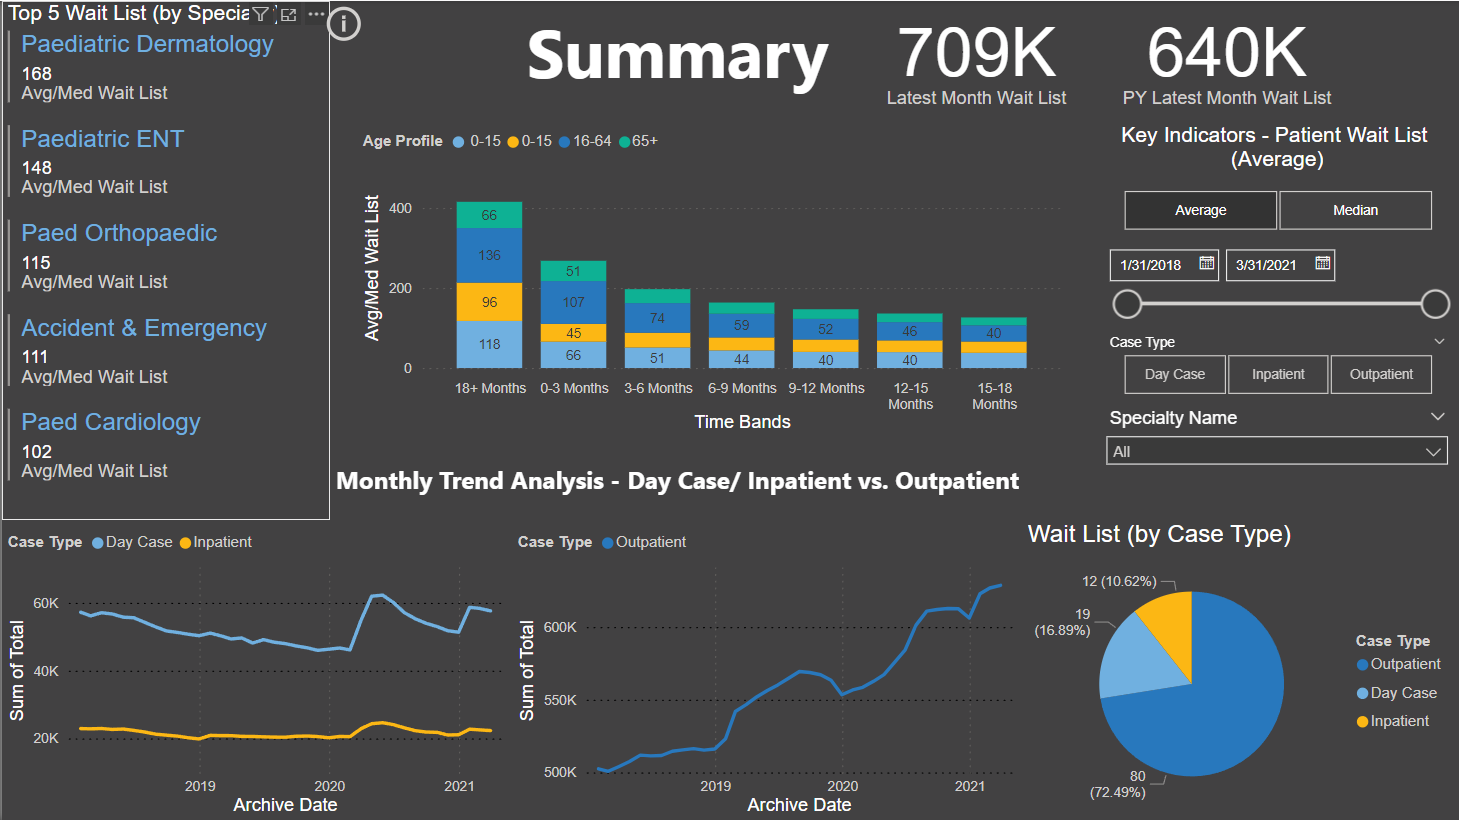 Top 5 Wait List (by Specia
Paediatric Dermatology
168
Avg/Med Wait List
Paediatric ENT
148
Avg/Med Wait List
Paed Orthopaedic
115
Avg/Med Wait List
Accident & Emergency
111
Avg/Med Wait List
Paed Cardiology
102
Avg/Med Wait List
Summary
709K
Latest Month Wait List
640K
PY Latest Month Wait List
Age Profile 0-15 0-15 16-64 65+
Avg/Med Wait List
400
200
0
66
136
96
118
51
107
45
66
74
51
59
44
52
40
46
40
40
18+ Months
0-3 Months
3-6 Months
6-9 Months
9-12 Months
12-15
Months
15-18
Months
Time Bands
Key Indicators - Patient Wait List
(Average)
Average
Median
1/31/2018
3/31/2021
Case Type
Day Case
Inpatient
Outpatient
Specialty Name
All
Monthly Trend Analysis - Day Case/ Inpatient vs. Outpatient
Case Type Day Case Inpatient
Sum of Total
60K
40K
20K
2019
2020
2021
Archive Date
Case Type Outpatient
Sum of Total
600K
550K
500K
2019
2020
2021
Archive Date
Wait List (by Case Type)
12 (10.62%)
19
(16.89%)
80
(72.49%)
Case Type
Outpatient
Day Case
Inpatient